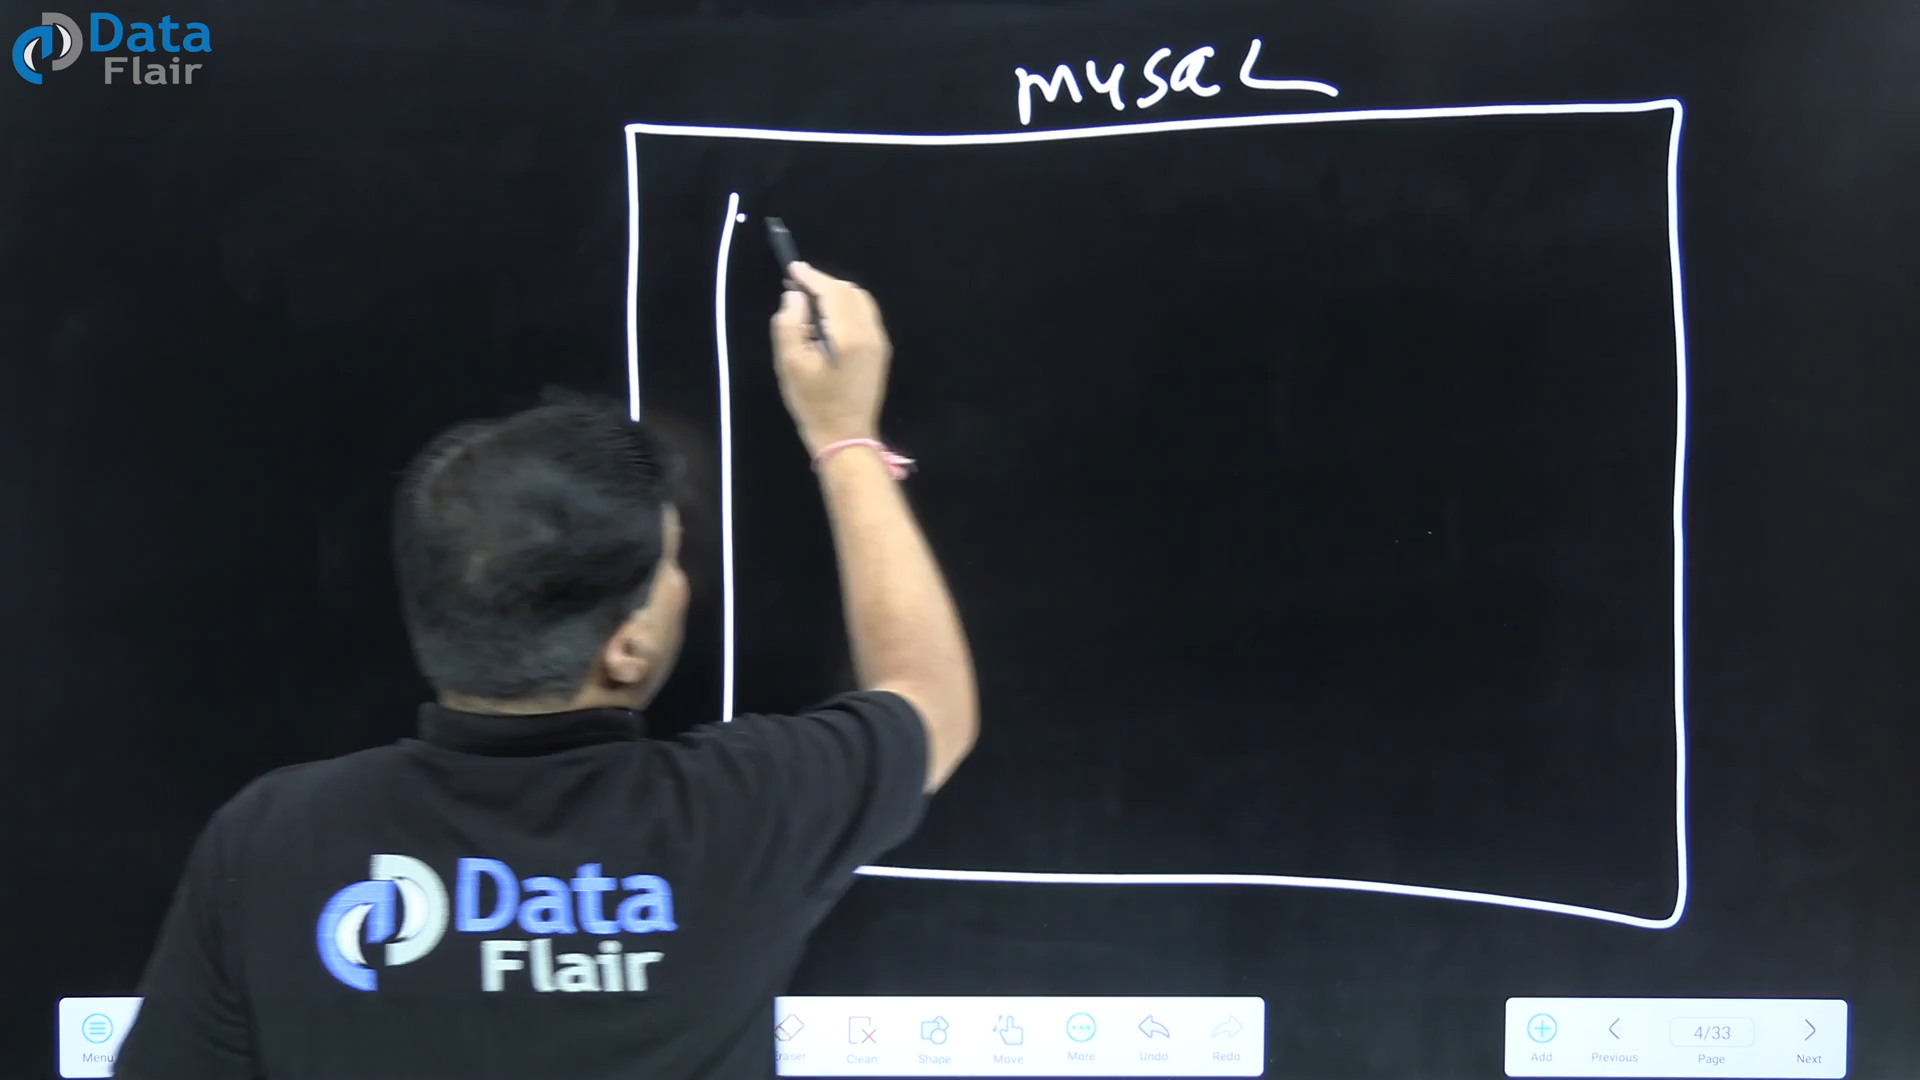 Data
Flair
mysQL
Data
Flair
Menu
Eraser
Clean
Shape
Move
More
Undo
Redo
Add
Previous
4/33
Page
Next